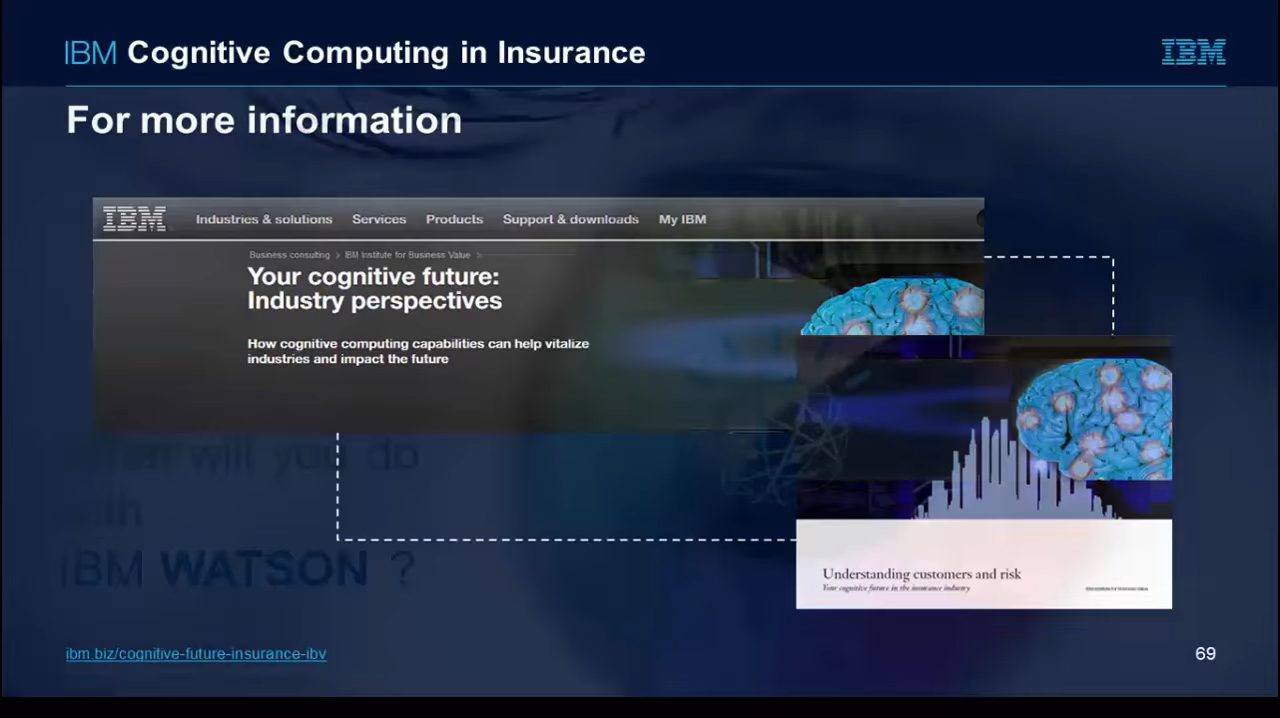 IBM Cognitive Computing in Insurance
IBM
For more information
IBM
Industries & solutions Services Products Support & downloads My IBM
Business consulting > IBM Institute for Business Value >
Your cognitive future:
Industry perspectives
How cognitive computing capabilities can help vitalize
industries and impact the future
will you do
IBM WATSON ?
Understanding customers and risk
Your cognitive future in the insurance industry
ibm.biz/cognitive-future-insurance-ibv
69